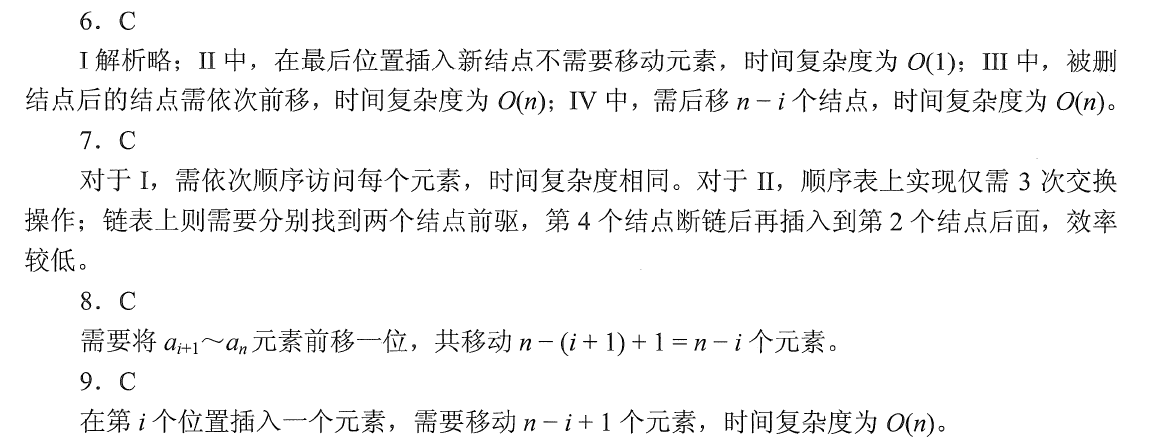 6．C
I 解析略；II 中，在最后位置插入新结点不需要移动元素，时间复杂度为 O(1)；III 中，被删
结点后的结点需依次前移，时间复杂度为 O(n)；IV 中，需后移 n − i 个结点，时间复杂度为 O(n)。
7．C
对于 I，需依次顺序访问每个元素，时间复杂度相同。对于 II，顺序表上实现仅需 3 次交换
操作；链表上则需要分别找到两个结点前驱，第 4 个结点断链后再插入到第 2 个结点后面，效率
较低。
8．C
需要将 aᵢ₊₁～aₙ 元素前移一位，共移动 n − (i + 1) + 1 = n − i 个元素。
9．C
在第 i 个位置插入一个元素，需要移动 n − i + 1 个元素，时间复杂度为 O(n)。